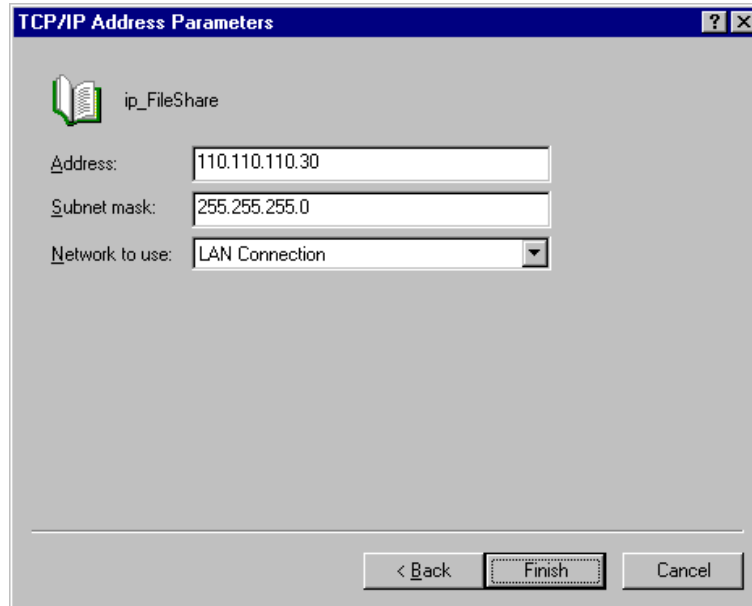 TCP/IP Address Parameters
ip_FileShare
Address: 110.110.110.30
Subnet mask: 255.255.255.0
Network to use: LAN Connection
< Back Finish Cancel